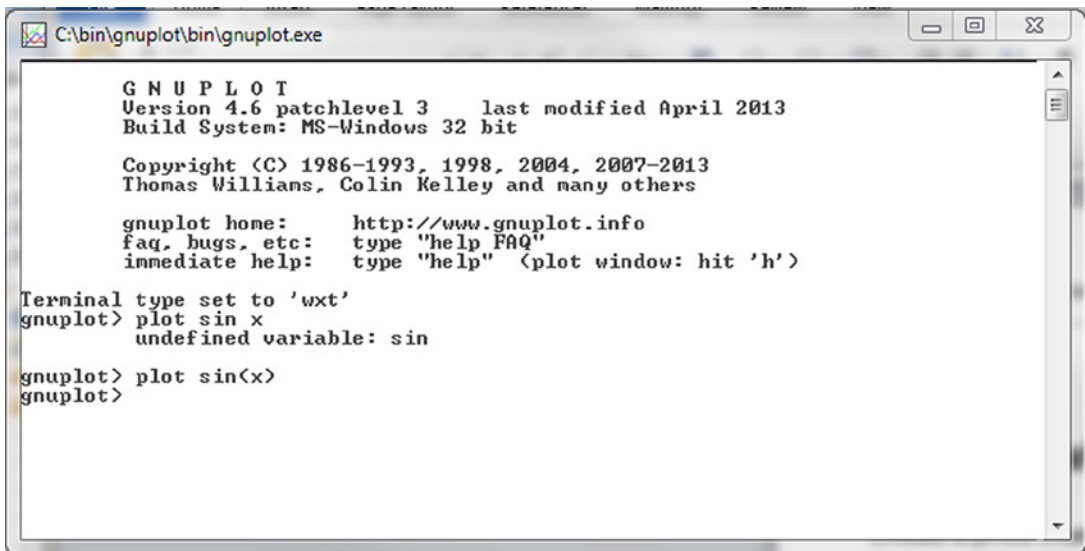 C:\bin\gnuplot\bin\gnuplot.exe
G N U P L O T
Version 4.6 patchlevel 3    last modified April 2013
Build System: MS-Windows 32 bit
Copyright (C) 1986-1993, 1998, 2004, 2007-2013
Thomas Williams, Colin Kelley and many others
gnuplot home:    http://www.gnuplot.info
faq, bugs, etc:    type "help FAQ"
immediate help:    type "help"  (plot window: hit 'h')
Terminal type set to 'wxt'
gnuplot> plot sin x
undefined variable: sin
gnuplot> plot sin(x)
gnuplot>